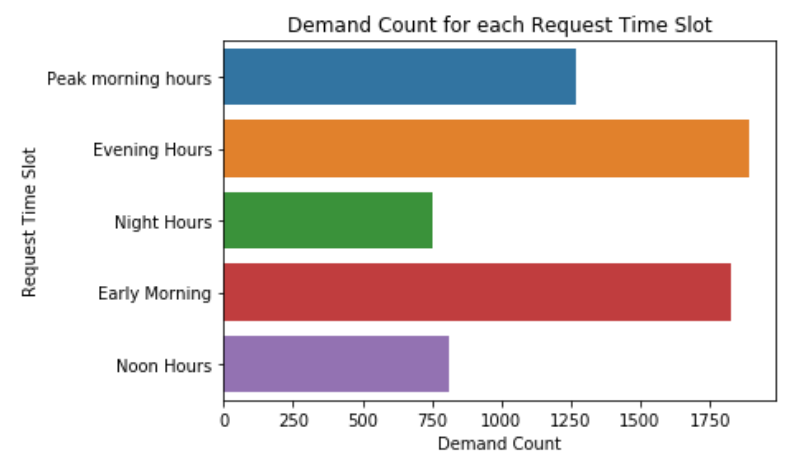 Demand Count for each Request Time Slot
Request Time Slot
Peak morning hours
Evening Hours
Night Hours
Early Morning
Noon Hours
0 250 500 750 1000 1250 1500 1750
Demand Count